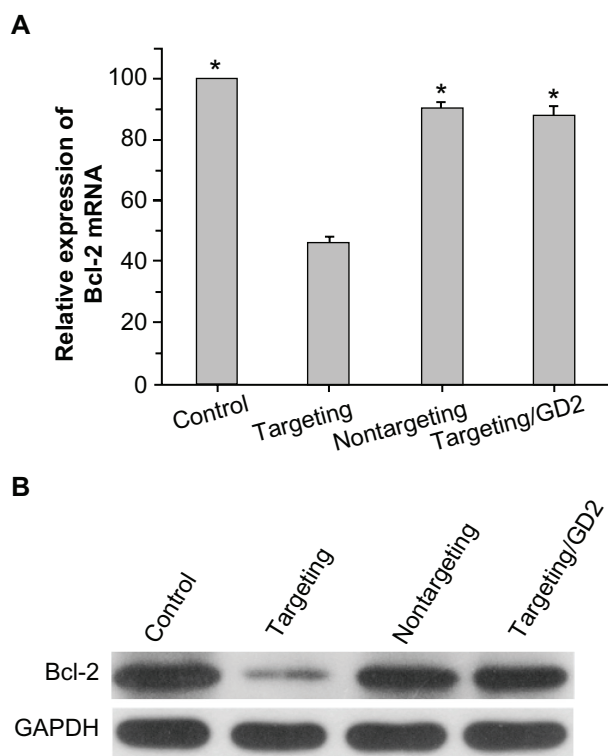 A
Relative expression of
Bcl-2 mRNA
100
80
60
40
20
0
*
*
*
Control
Targeting
Nontargeting
Targeting/GD2
B
Control
Targeting
Nontargeting
Targeting/GD2
Bcl-2
GAPDH